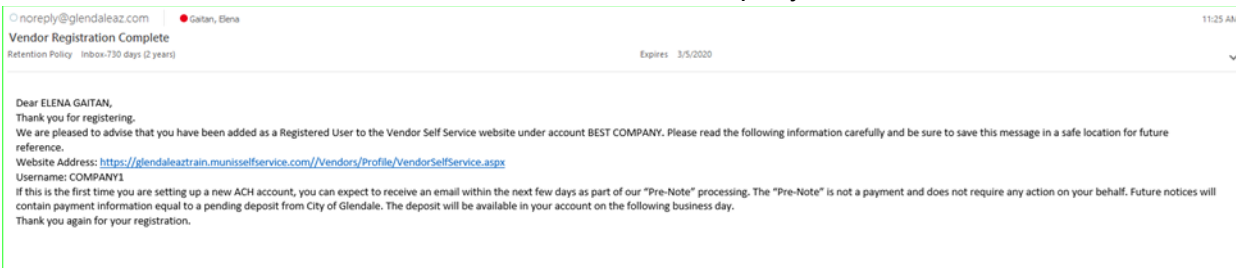 noreply@glendaleaz.com Gaitan, Elena 11:25 AM
Vendor Registration Complete
Retention Policy Inbox-730 days (2 years) Expires 3/5/2020
Dear ELENA GAITAN,
Thank you for registering.
We are pleased to advise that you have been added as a Registered User to the Vendor Self Service website under account BEST COMPANY. Please read the following information carefully and be sure to save this message in a safe location for future
reference.
Website Address: https://glendaleaztrain.munisselfservice.com//Vendors/Profile/VendorSelfService.aspx
Username: COMPANY1
If this is the first time you are setting up a new ACH account, you can expect to receive an email within the next few days as part of our "Pre-Note" processing. The "Pre-Note" is not a payment and does not require any action on your behalf. Future notices will
contain payment information equal to a pending deposit from City of Glendale. The deposit will be available in your account on the following business day.
Thank you again for your registration.